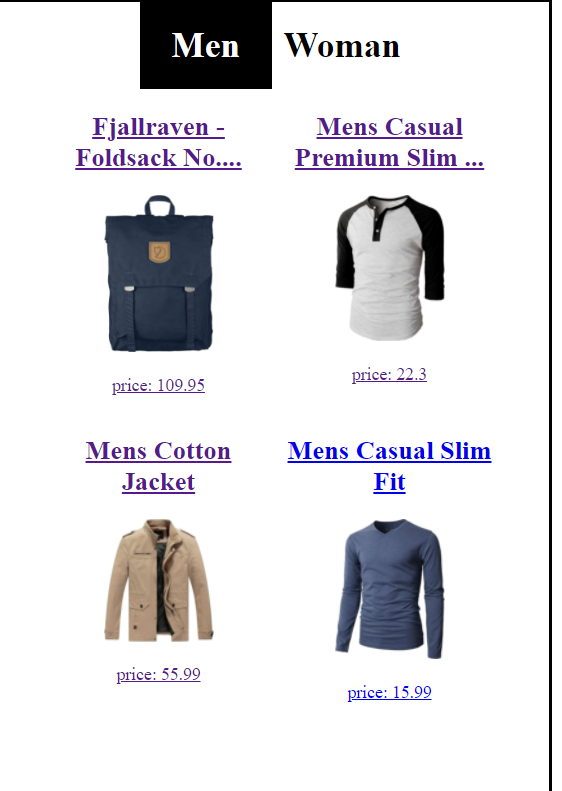 Men Woman
Fjallraven -
Foldsack No....
Mens Casual
Premium Slim ...
price: 109.95
price: 22.3
Mens Cotton
Jacket
Mens Casual Slim
Fit
price: 55.99
price: 15.99